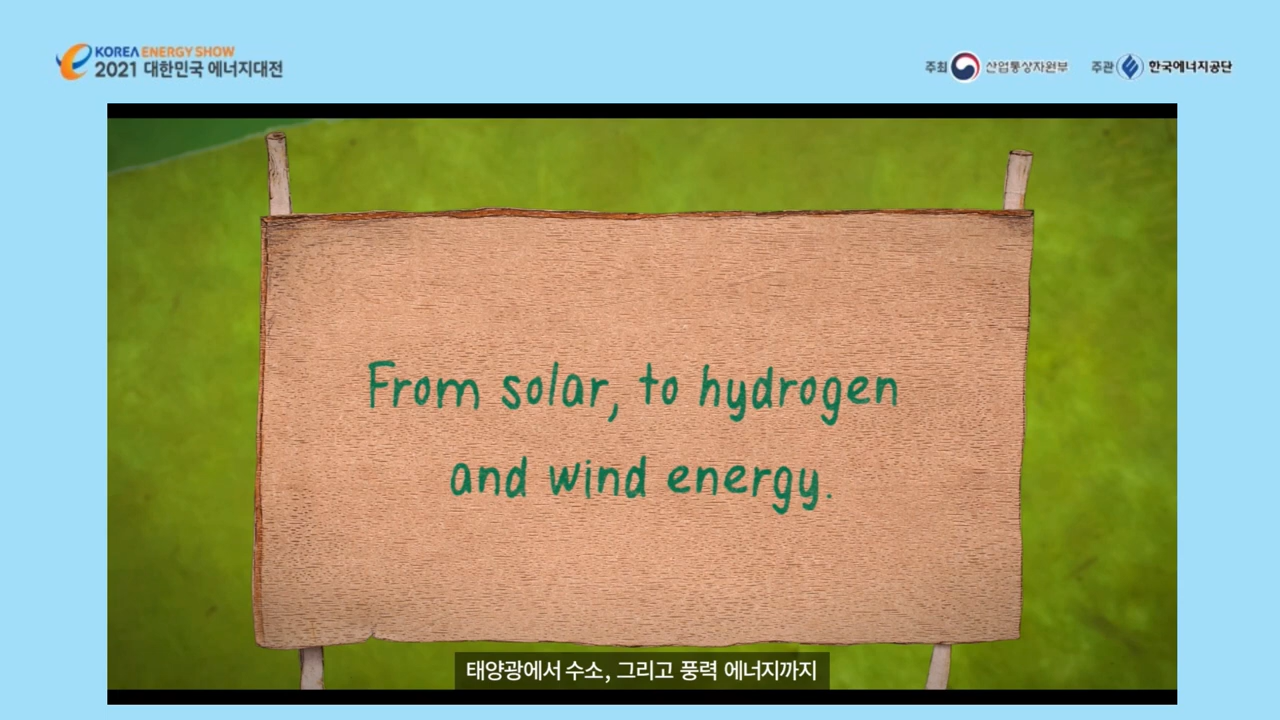 KOREA ENERGY SHOW
2021 대한민국 에너지대전
주최 산업통상자원부 주관 한국에너지공단
From solar, to hydrogen
and wind energy.
태양광에서 수소, 그리고 풍력 에너지까지